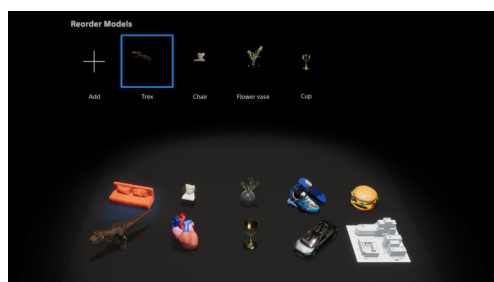 Reorder Models
Add
Trex
Chair
Flower vase
Cup